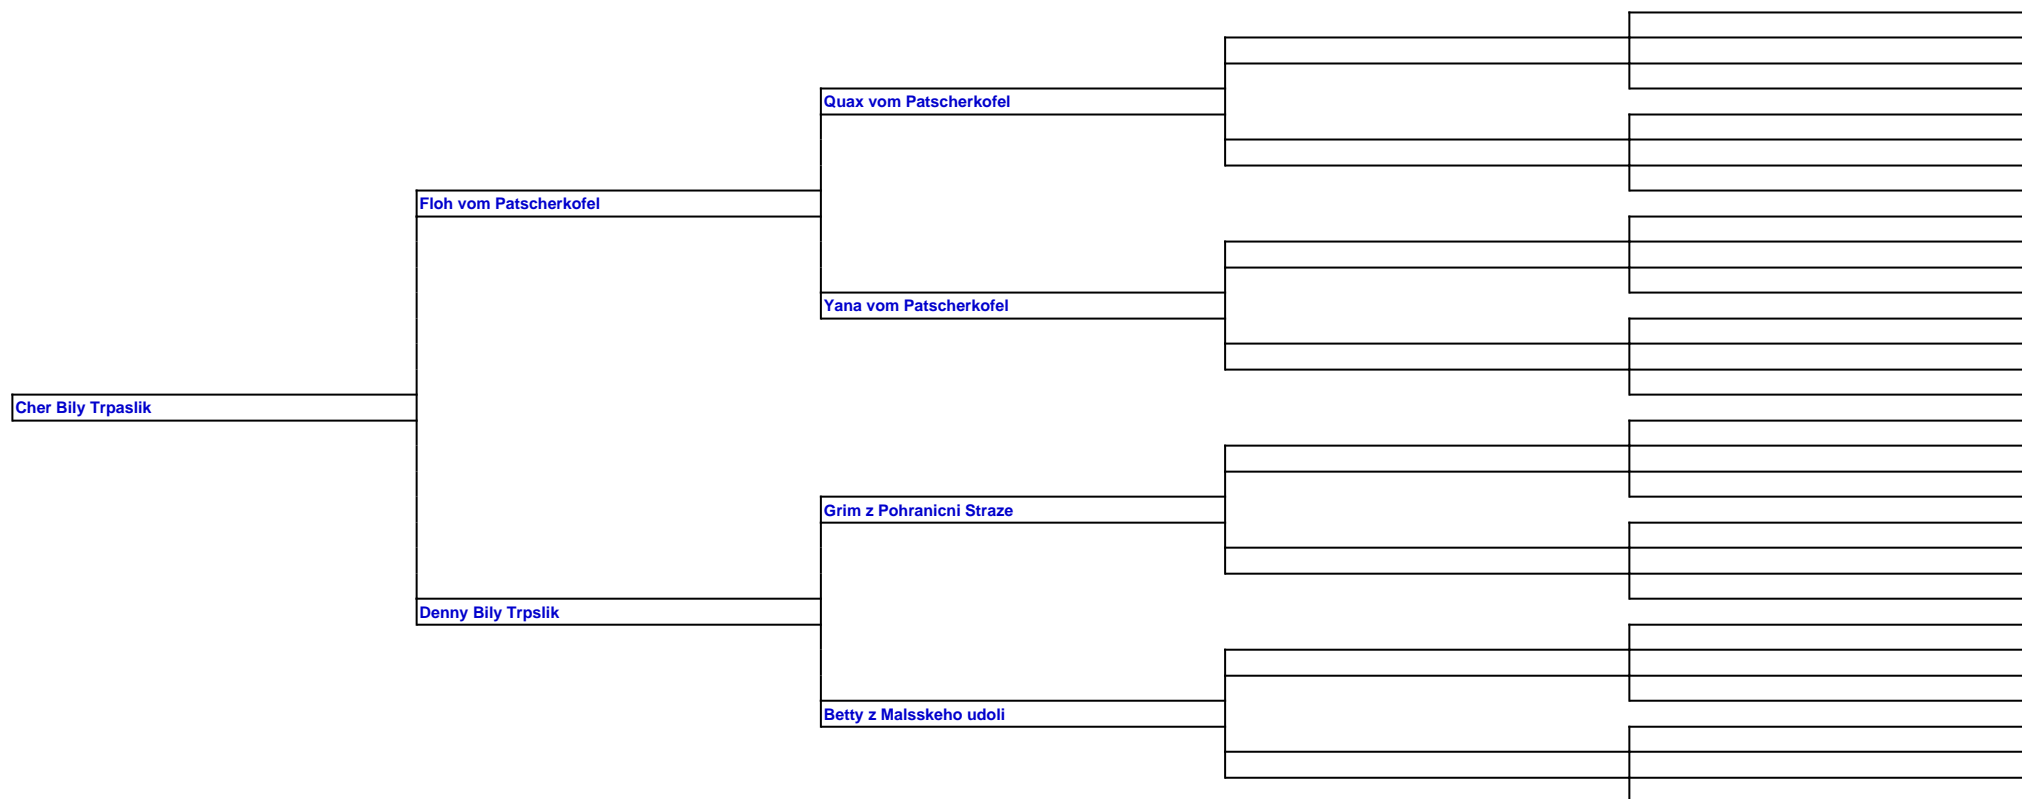 Quax vom Patscherkofel
Floh vom Patscherkofel
Yana vom Patscherkofel
Cher Bily Trpaslik
Grim z Pohranicni Straze
Denny Bily Trpslik
Betty z Malsskeho udoli